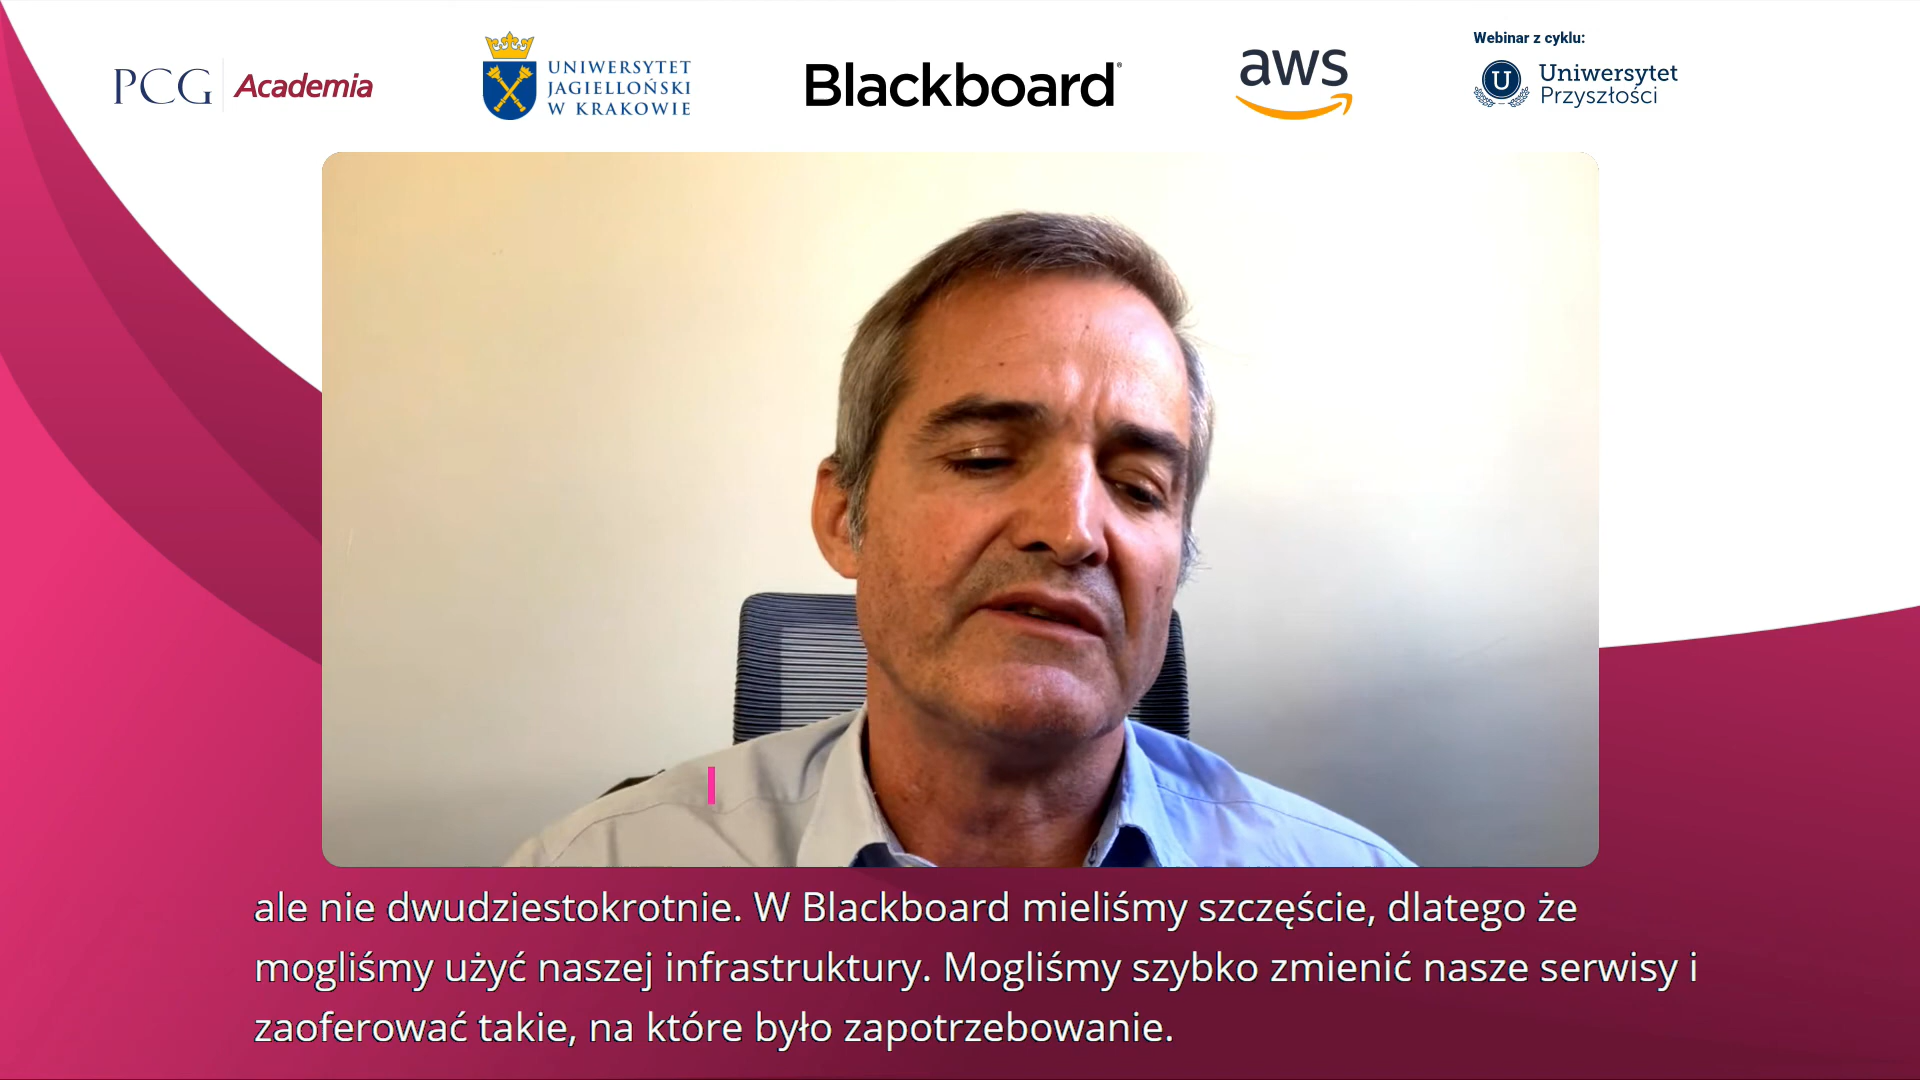 PCG Academia
UNIWERSYTET
JAGIELLOŃSKI
W KRAKOWIE
Blackboard
aws
Webinar z cyklu:
U Uniwersytet
Przyszłości
ale nie dwudziestokrotnie. W Blackboard mieliśmy szczęście, dlatego że
mogliśmy użyć naszej infrastruktury. Mogliśmy szybko zmienić nasze serwisy i
zaoferować takie, na które było zapotrzebowanie.